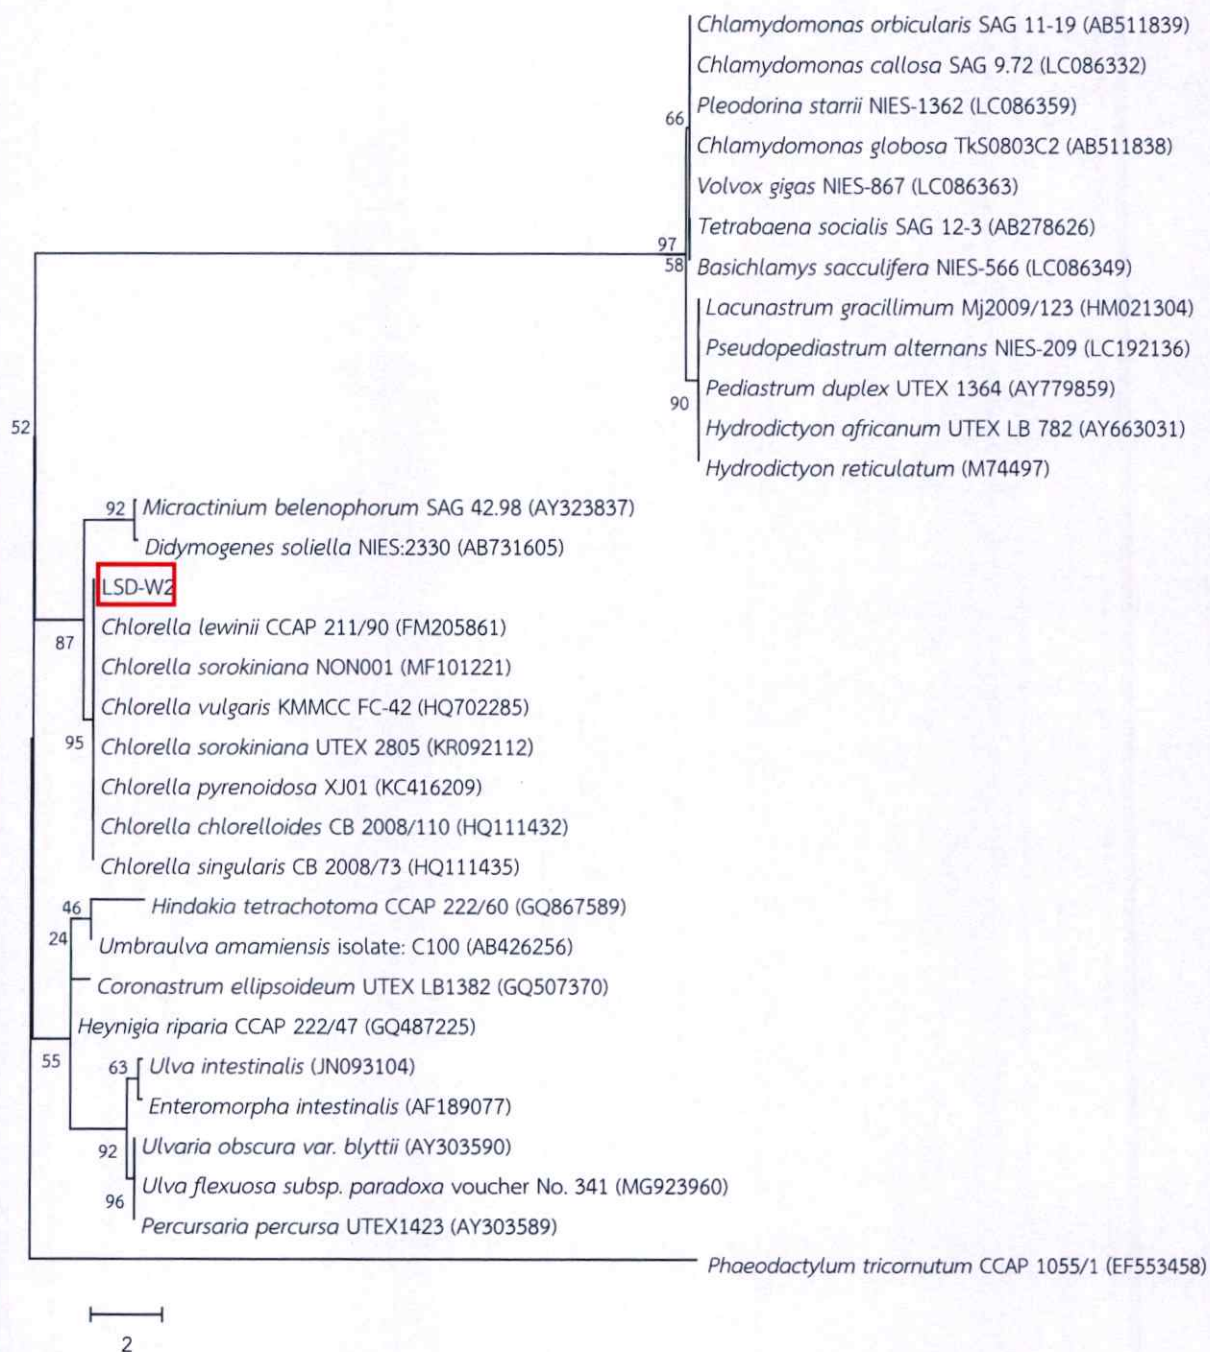 Chlamydomonas orbicularis SAG 11-19 (AB511839)
Chlamydomonas callosa SAG 9.72 (LC086332)
Pleodorina starrii NIES-1362 (LC086359)
66
Chlamydomonas globosa TkS0803C2 (AB511838)
Volvox gigas NIES-867 (LC086363)
Tetrabaena socialis SAG 12-3 (AB278626)
97
58
Basichlamys sacculifera NIES-566 (LC086349)
Lacunastrum gracillimum Mj2009/123 (HM021304)
Pseudopediastrum alternans NIES-209 (LC192136)
Pediastrum duplex UTEX 1364 (AY779859)
90
Hydrodictyon africanum UTEX LB 782 (AY663031)
52
Hydrodictyon reticulatum (M74497)
92
Micractinium belenophorum SAG 42.98 (AY323837)
Didymogenes soliella NIES:2330 (AB731605)
LSD-W2
Chlorella lewinii CCAP 211/90 (FM205861)
87
Chlorella sorokiniana NON001 (MF101221)
Chlorella vulgaris KMMCC FC-42 (HQ702285)
95
Chlorella sorokiniana UTEX 2805 (KR092112)
Chlorella pyrenoidosa XJ01 (KC416209)
Chlorella chlorelloides CB 2008/110 (HQ111432)
Chlorella singularis CB 2008/73 (HQ111435)
46
Hindakia tetrachotoma CCAP 222/60 (GQ867589)
24
Umbraulva amamiensis isolate: C100 (AB426256)
Coronastrum ellipsoideum UTEX LB1382 (GQ507370)
Heynigia riparia CCAP 222/47 (GQ487225)
55
63
Ulva intestinalis (JN093104)
Enteromorpha intestinalis (AF189077)
92
Ulvaria obscura var. blyttii (AY303590)
96
Ulva flexuosa subsp. paradoxa voucher No. 341 (MG923960)
Percursaria percursa UTEX1423 (AY303589)
Phaeodactylum tricornutum CCAP 1055/1 (EF553458)
2